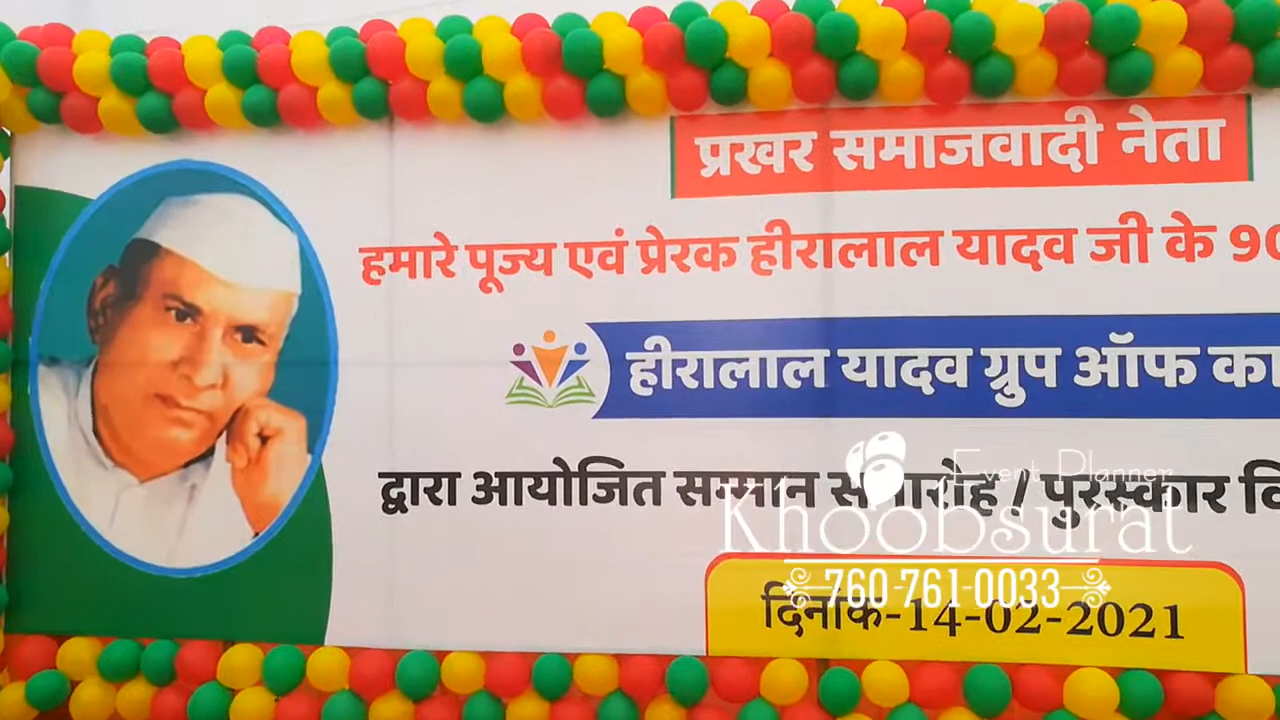 प्रखर समाजवादी नेता
हमारे पूज्य एवं प्रेरक हीरालाल यादव जी के 90
हीरालाल यादव ग्रुप ऑफ का
द्वारा आयोजित सम्मान समारोह / पुरस्कार वि
Event Planner
Khoobsurat
760-761-0033
दिनांक-14-02-2021